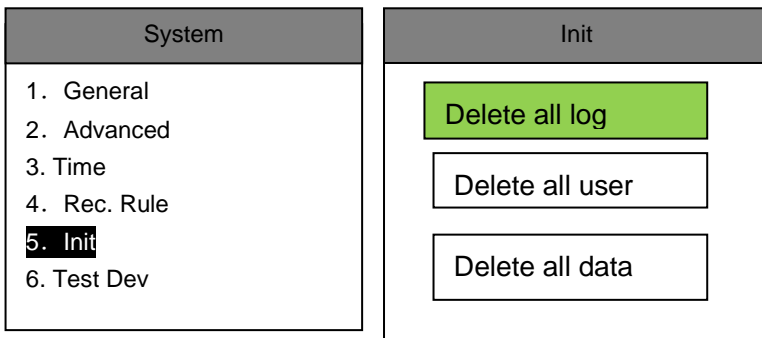 System
1. General
2. Advanced
3. Time
4. Rec. Rule
5. Init
6. Test Dev
Init
Delete all log
Delete all user
Delete all data